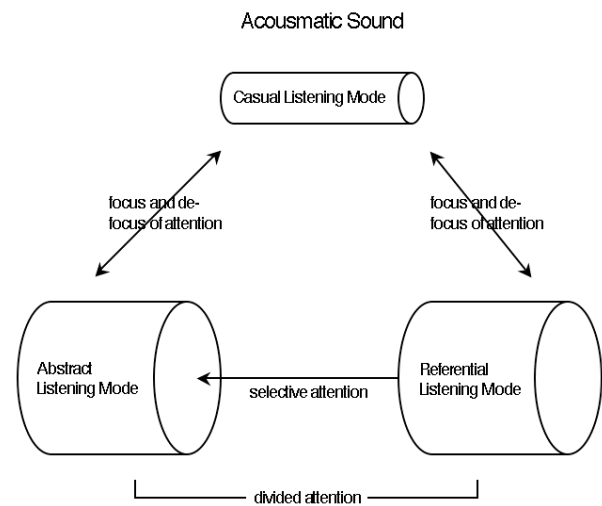 Acousmatic Sound
Casual Listening Mode
focus and de-
focus of attention
focus and de-
focus of attention
Abstract
Listening Mode
Referential
Listening Mode
selective attention
divided attention